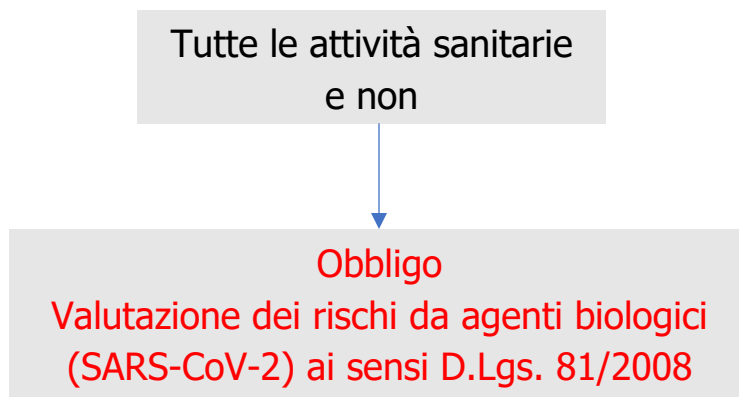 Tutte le attività sanitarie
e non
Obbligo
Valutazione dei rischi da agenti biologici
(SARS-CoV-2) ai sensi D.Lgs. 81/2008